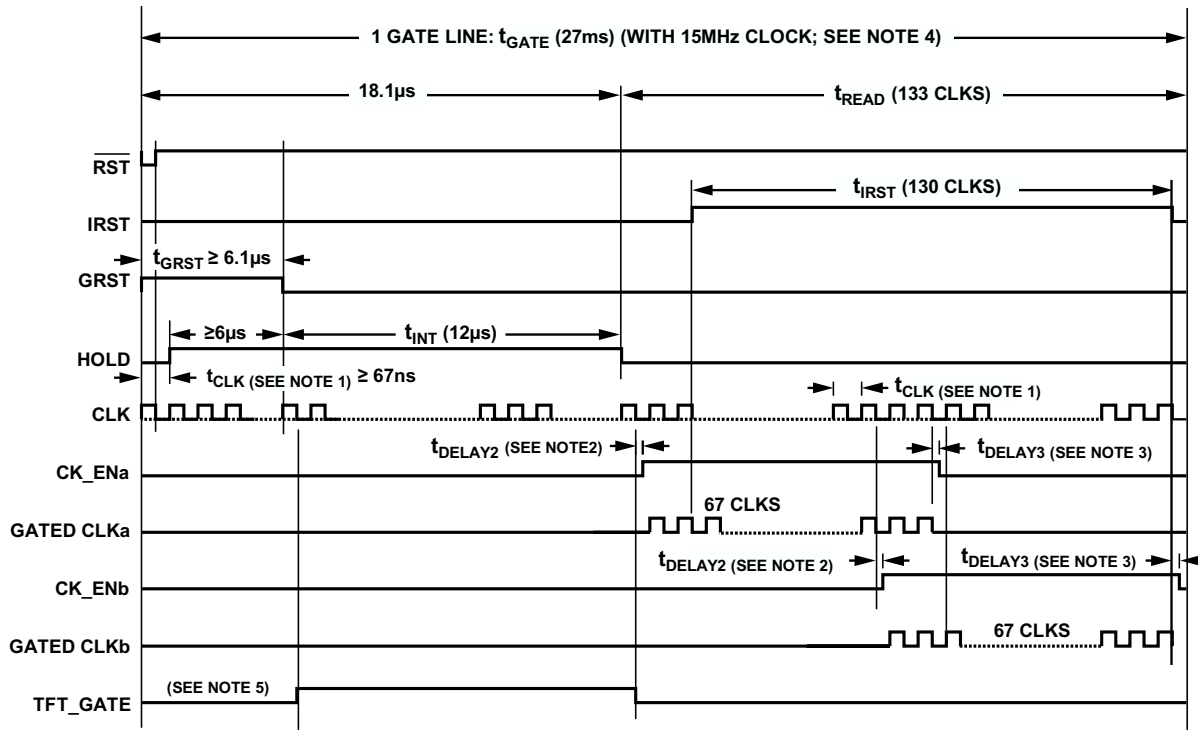 1 GATE LINE: tGATE (27ms) (WITH 15MHz CLOCK; SEE NOTE 4)
18.1µs
tREAD (133 CLKS)
RST
tIRST (130 CLKS)
IRST
tGRST ≥ 6.1µs
GRST
≥6µs
tINT (12µs)
HOLD
tCLK (SEE NOTE 1) ≥ 67ns
tCLK (SEE NOTE 1)
CLK
tDELAY2 (SEE NOTE2)
tDELAY3 (SEE NOTE 3)
CK_ENa
67 CLKS
GATED CLKa
tDELAY2 (SEE NOTE 2)
tDELAY3 (SEE NOTE 3)
CK_ENb
67 CLKS
GATED CLKb
(SEE NOTE 5)
TFT_GATE